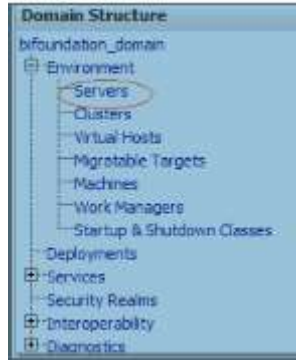 Domain Structure
bifoundation_domain
Environment
Servers
Clusters
Virtual Hosts
Migratable Targets
Machines
Work Managers
Startup & Shutdown Classes
Deployments
Services
Security Realms
Interoperability
Diagnostics